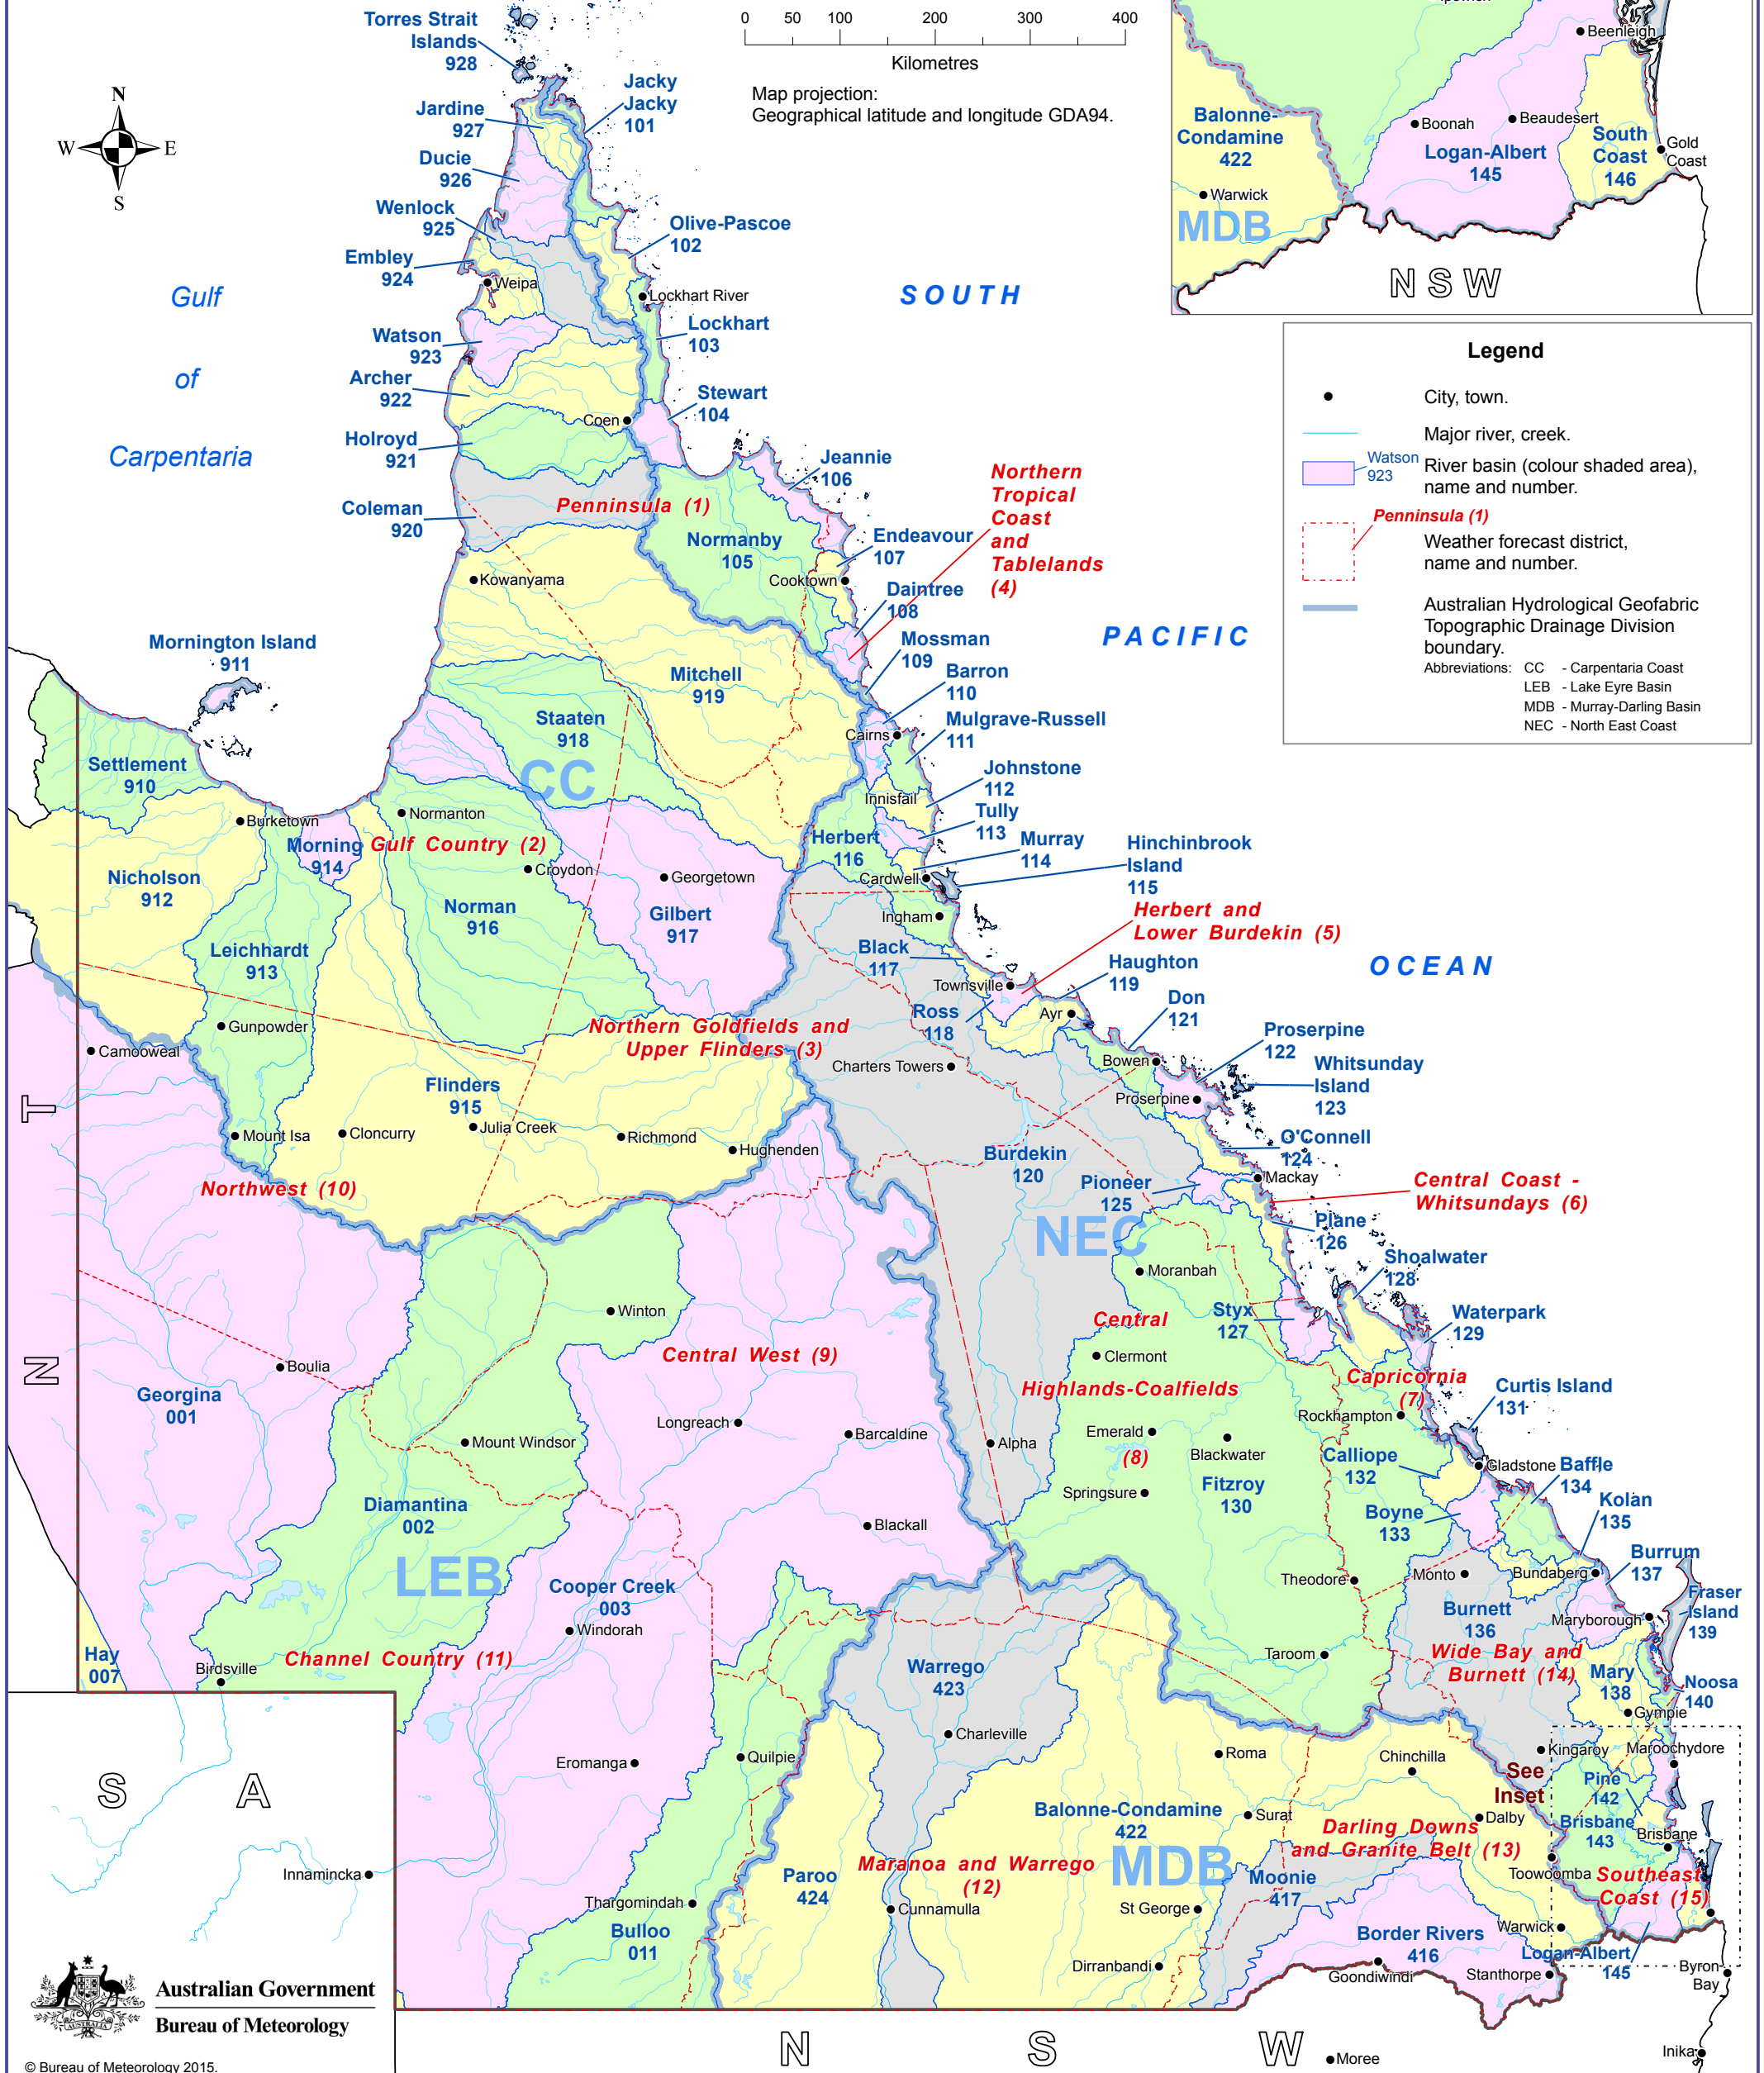 Torres Strait
Islands
928
0 50 100 200 300 400
Kilometres
Map projection:
Geographical latitude and longitude GDA94.
N
W E
S
Jacky
Jacky
101
Jardine
927
Ducie
926
Wenlock
925
Embley
924
Weipa
Olive-Pascoe
102
Lockhart River
Lockhart
103
Watson
923
Archer
922
Stewart
104
Coen
Holroyd
921
Coleman
920
Penninsula (1)
Jeannie
106
Normanby
105
Endeavour
107
Cooktown
Northern
Tropical
Coast
and
Tablelands
(4)
Daintree
108
Mossman
109
Barron
110
Mulgrave-Russell
111
Johnstone
112
Tully
113
Murray
114
Hinchinbrook
Island
115
Herbert and
Lower Burdekin (5)
Gulf
of
Carpentaria
SOUTH
PACIFIC
OCEAN
Beenleigh
Balonne-
Condamine
422
Boonah
Beaudesert
Logan-Albert
145
South
Coast
146
Gold
Coast
Warwick
MDB
NSW
Legend
City, town.
Major river, creek.
Watson
923
River basin (colour shaded area),
name and number.
Penninsula (1)
Weather forecast district,
name and number.
Australian Hydrological Geofabric
Topographic Drainage Division
boundary.
Abbreviations: CC - Carpentaria Coast
LEB - Lake Eyre Basin
MDB - Murray-Darling Basin
NEC - North East Coast
Kowanyama
Mornington Island
911
Mitchell
919
Staaten
918
CC
Cairns
Innisfail
Settlement
910
Burketown
Normanton
Morning
914
Gulf Country (2)
Croydon
Georgetown
Herbert
116
Cardwell
Ingham
Nicholson
912
Norman
916
Gilbert
917
Leichhardt
913
Black
117
Townsville
Ross
118
Haughton
119
Ayr
Don
121
Bowen
Proserpine
122
Proserpine
Whitsunday
Island
123
O'Connell
124
Gunpowder
Camooweal
Northern Goldfields and
Upper Flinders (3)
Charters Towers
Flinders
915
Mount Isa
Cloncurry
Julia Creek
Richmond
Hughenden
Burdekin
120
Pioneer
125
Mackay
Central Coast -
Whitsundays (6)
Plane
126
NEC
Northwest (10)
Shoalwater
128
Moranbah
Styx
127
Waterpark
129
Winton
Central
Highlands-Coalfields
(8)
Clermont
Central West (9)
Capricornia
(7)
Boulia
Georgina
001
Curtis Island
131
Rockhampton
Longreach
Barcaldine
Mount Windsor
Alpha
Emerald
Blackwater
Calliope
132
Gladstone
Baffle
134
Springsure
Fitzroy
130
Kolan
135
Boyne
133
Diamantina
002
Blackall
LEB
Burrum
137
Cooper Creek
003
Windorah
Theodore
Monto
Bundaberg
Fraser
Island
139
Burnett
136
Maryborough
Wide Bay and
Burnett (14)
Hay
007
Birdsville
Channel Country (11)
Warrego
423
Taroom
Mary
138
Noosa
140
Gympie
Charleville
Quilpie
Eromanga
Roma
Chinchilla
Kingaroy
Maroochydore
See
Inset
Pine
142
Balonne-Condamine
422
Surat
Dalby
Brisbane
143
Brisbane
Darling Downs
and Granite Belt (13)
Maranoa and Warrego
(12)
MDB
Paroo
424
Moonie
417
Toowoomba
Southeast
Coast (15)
Innamincka
Thargomindah
Cunnamulla
St George
Bulloo
011
Border Rivers
416
Warwick
Logan-Albert
145
Dirranbandi
Goondiwindi
Stanthorpe
Byron
Bay
N T
S A
N S W
Moree
Inika
AUSTRALIA
Australian Government
Bureau of Meteorology
© Bureau of Meteorology 2015.